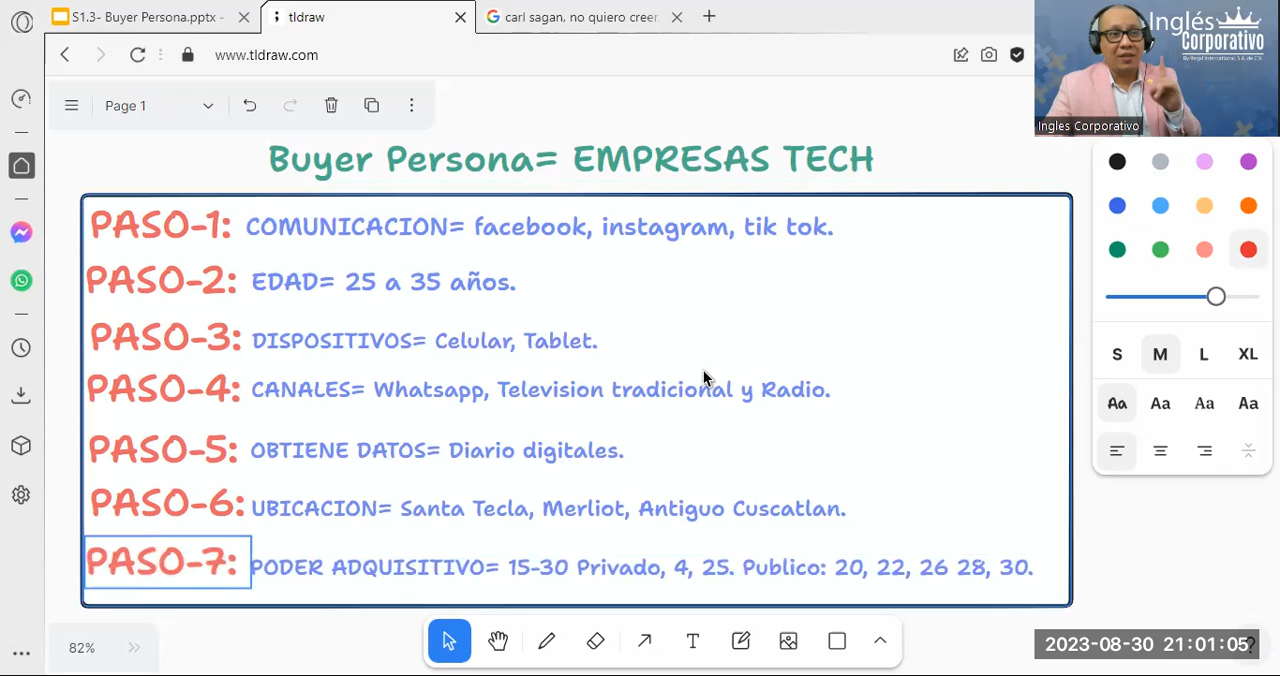 S1.3- Buyer Persona.pptx -
tldraw
carl sagan, no quiero creer
www.tldraw.com
Page 1
Inglés
Corporativo
By Regal International, S.A. de C.V.
Ingles Corporativo
Buyer Persona= EMPRESAS TECH
PASO-1: COMUNICACION= facebook, instagram, tik tok.
PASO-2: EDAD= 25 a 35 años.
PASO-3: DISPOSITIVOS= Celular, Tablet.
PASO-4: CANALES= Whatsapp, Television tradicional y Radio.
PASO-5: OBTIENE DATOS= Diario digitales.
PASO-6: UBICACION= Santa Tecla, Merliot, Antiguo Cuscatlan.
PASO-7: PODER ADQUISITIVO= 15-30 Privado, 4, 25. Publico: 20, 22, 26 28, 30.
S M L XL
Aa Aa Aa Aa
82%
T
2023-08-30 21:01:05
?